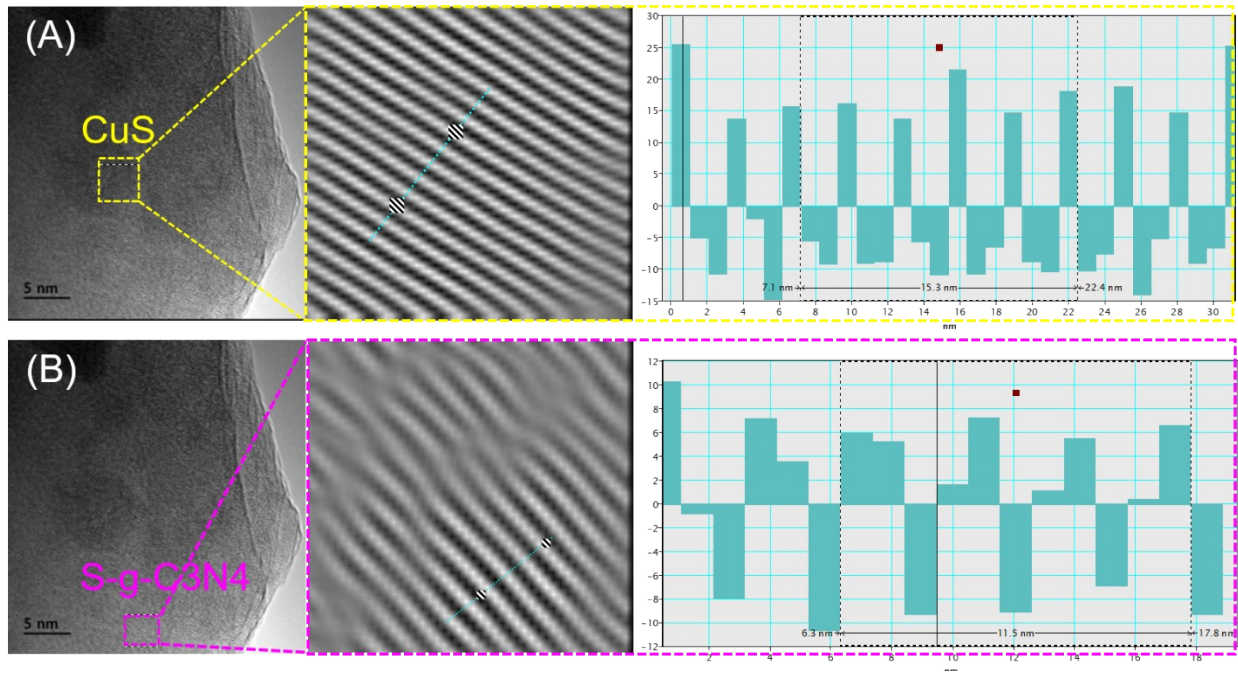 (A)
CuS
5 nm
30
25
20
15
10
5
0
-5
-10
-15
7.1 nm
15.3 nm
22.4 nm
0 2 4 6 8 10 12 14 16 18 20 22 24 26 28 30
nm
(B)
S-g-C3N4
5 nm
12
10
8
6
4
2
0
-2
-4
-6
-8
-10
-12
6.3 nm
11.5 nm
17.8 nm
2 4 6 8 10 12 14 16 18
nm